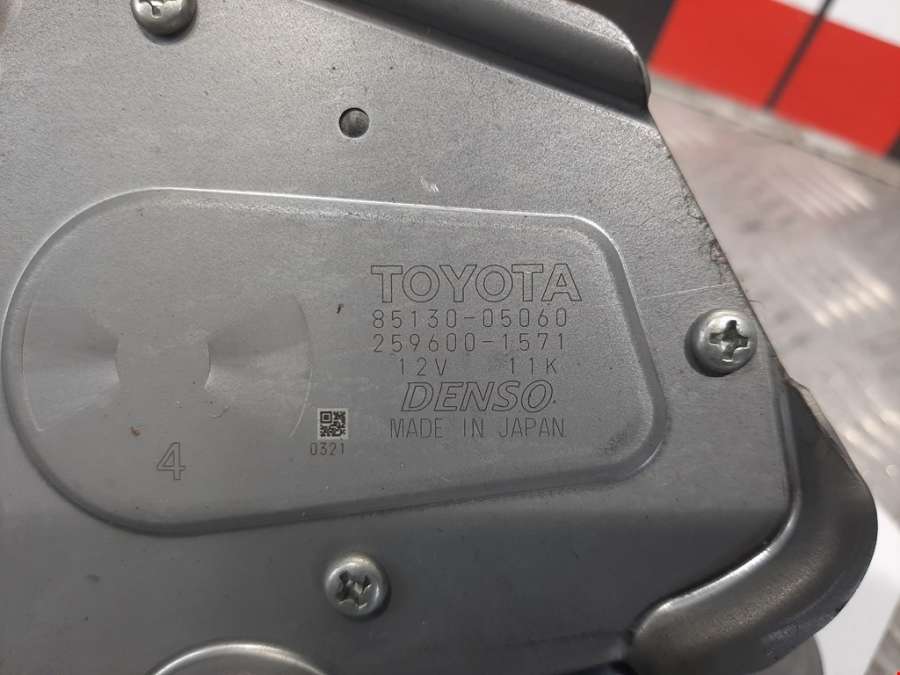 TOYOTA
85130-05060
259600-1571
12V 11K
DENSO
MADE IN JAPAN
0321
4